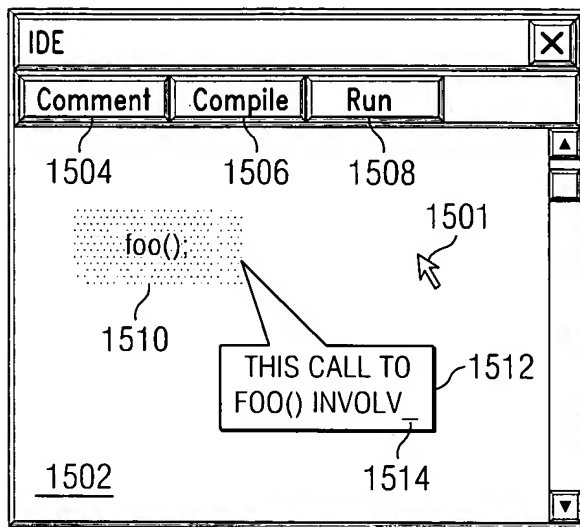 IDE
Comment Compile Run
1504 1506 1508
1501
foo();
1510
THIS CALL TO
FOO() INVOLV_
1512
1514
1502